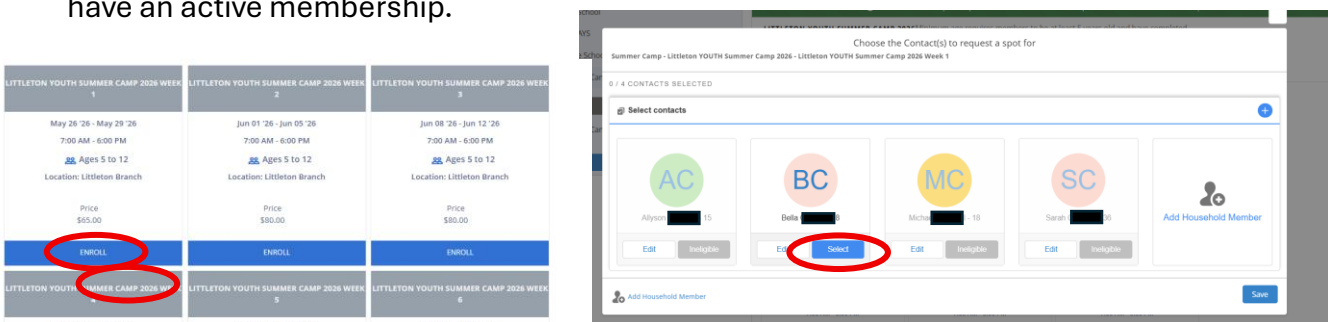 have an active membership.
LITTLETON YOUTH SUMMER CAMP 2026 WEEK 1
LITTLETON YOUTH SUMMER CAMP 2026 WEEK 2
LITTLETON YOUTH SUMMER CAMP 2026 WEEK 3
May 26 '26 - May 29 '26
7:00 AM - 6:00 PM
Ages 5 to 12
Location: Littleton Branch
Price
$65.00
ENROLL
Jun 01 '26 - Jun 05 '26
7:00 AM - 6:00 PM
Ages 5 to 12
Location: Littleton Branch
Price
$80.00
ENROLL
Jun 08 '26 - Jun 12 '26
7:00 AM - 6:00 PM
Ages 5 to 12
Location: Littleton Branch
Price
$80.00
ENROLL
LITTLETON YOUTH SUMMER CAMP 2026 WEEK 4
LITTLETON YOUTH SUMMER CAMP 2026 WEEK 5
LITTLETON YOUTH SUMMER CAMP 2026 WEEK 6
Choose the Contact(s) to request a spot for
Summer Camp - Littleton YOUTH Summer Camp 2026 - Littleton YOUTH Summer Camp 2026 Week 1
0 / 4 CONTACTS SELECTED
Select contacts
AC
Allyson 15
Edit
Ineligible
BC
Bella 8
Edit
Select
MC
Michael - 18
Edit
Ineligible
SC
Sarah
Edit
Ineligible
Add Household Member
Add Household Member
Save